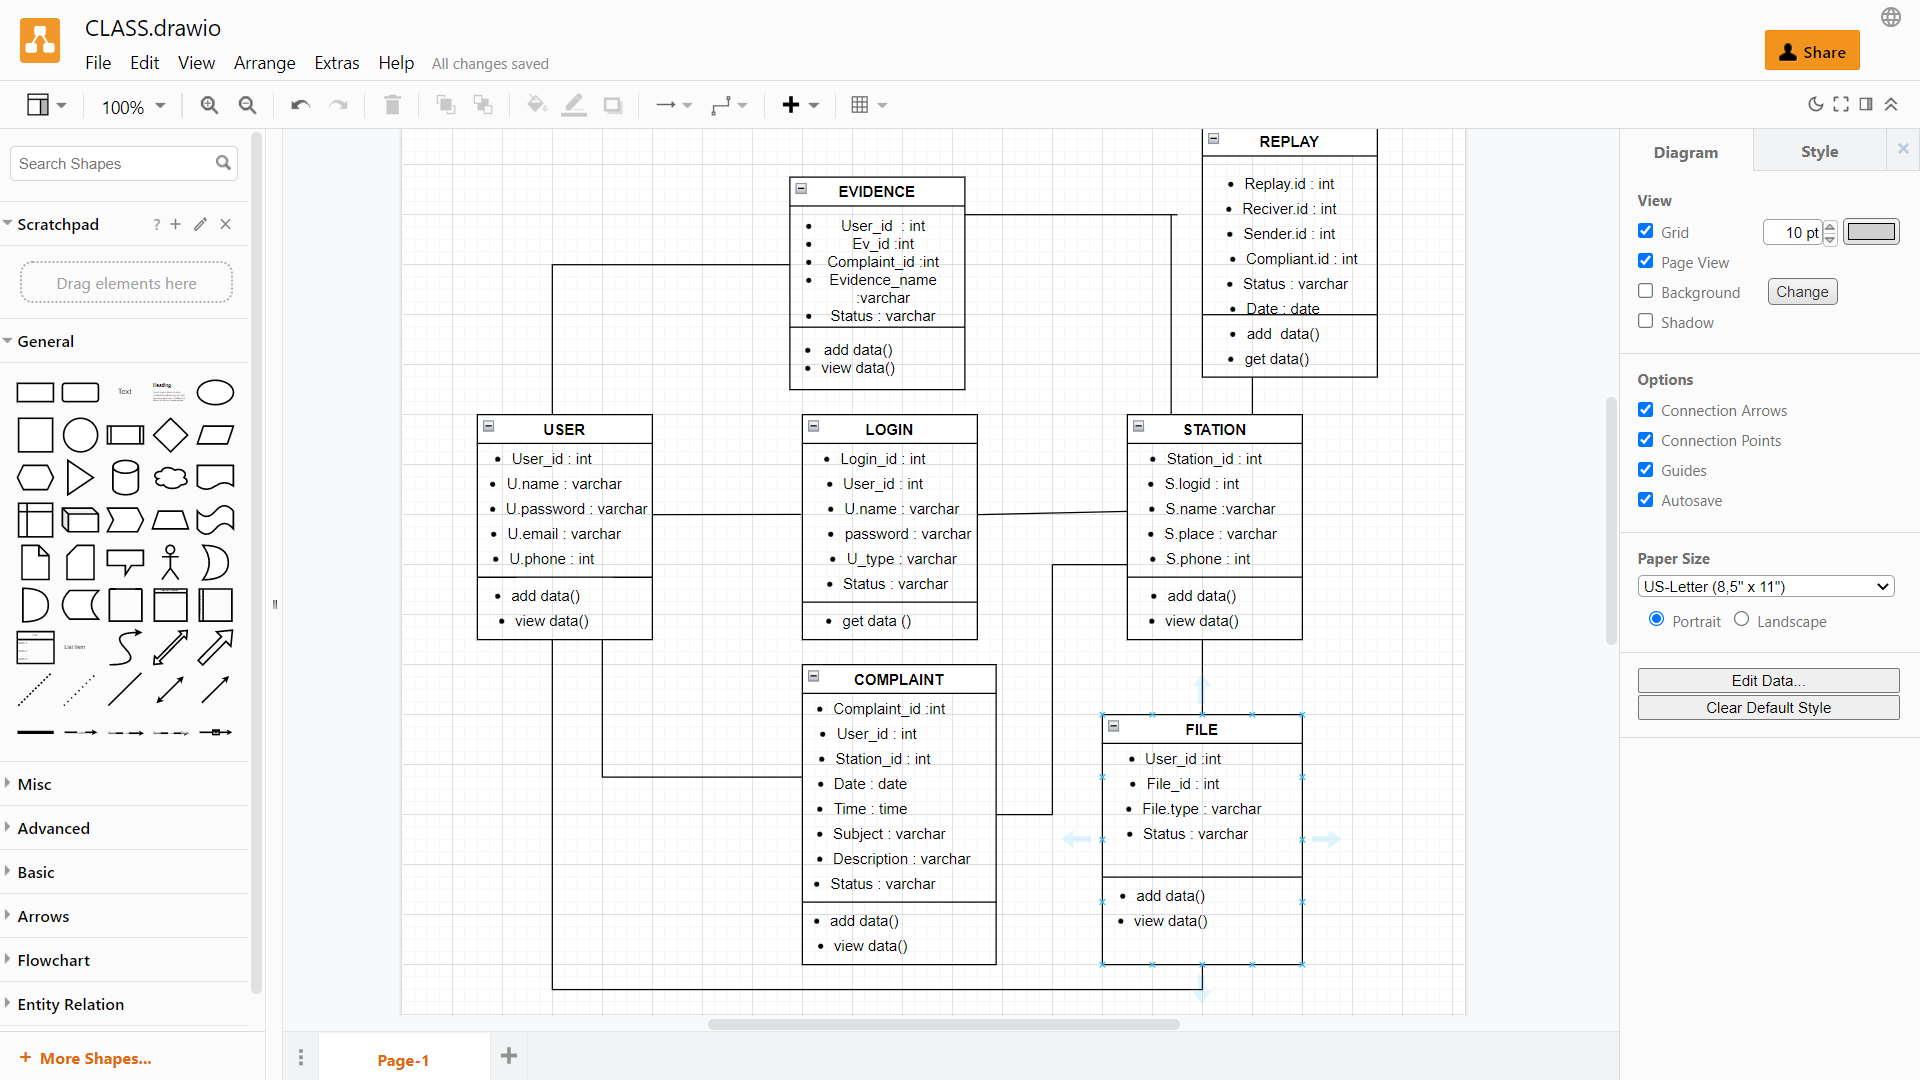 CLASS.drawio
File Edit View Arrange Extras Help All changes saved
Share
100%
Search Shapes
Scratchpad
?
Drag elements here
General
Text
Heading
List Item
Misc
Advanced
Basic
Arrows
Flowchart
Entity Relation
+ More Shapes...
REPLAY
Replay.id : int
Reciver.id : int
Sender.id : int
Compliant.id : int
Status : varchar
Date : date
add data()
get data()
EVIDENCE
User_id : int
Ev_id :int
Complaint_id :int
Evidence_name
:varchar
Status : varchar
add data()
view data()
USER
User_id : int
U.name : varchar
U.password : varchar
U.email : varchar
U.phone : int
add data()
view data()
LOGIN
Login_id : int
User_id : int
U.name : varchar
password : varchar
U_type : varchar
Status : varchar
get data ()
STATION
Station_id : int
S.logid : int
S.name :varchar
S.place : varchar
S.phone : int
add data()
view data()
COMPLAINT
Complaint_id :int
User_id : int
Station_id : int
Date : date
Time : time
Subject : varchar
Description : varchar
Status : varchar
add data()
view data()
FILE
User_id :int
File_id : int
File.type : varchar
Status : varchar
add data()
view data()
Page-1
Diagram Style
View
Grid 10 pt
Page View
Background Change
Shadow
Options
Connection Arrows
Connection Points
Guides
Autosave
Paper Size
US-Letter (8,5" x 11")
Portrait Landscape
Edit Data...
Clear Default Style